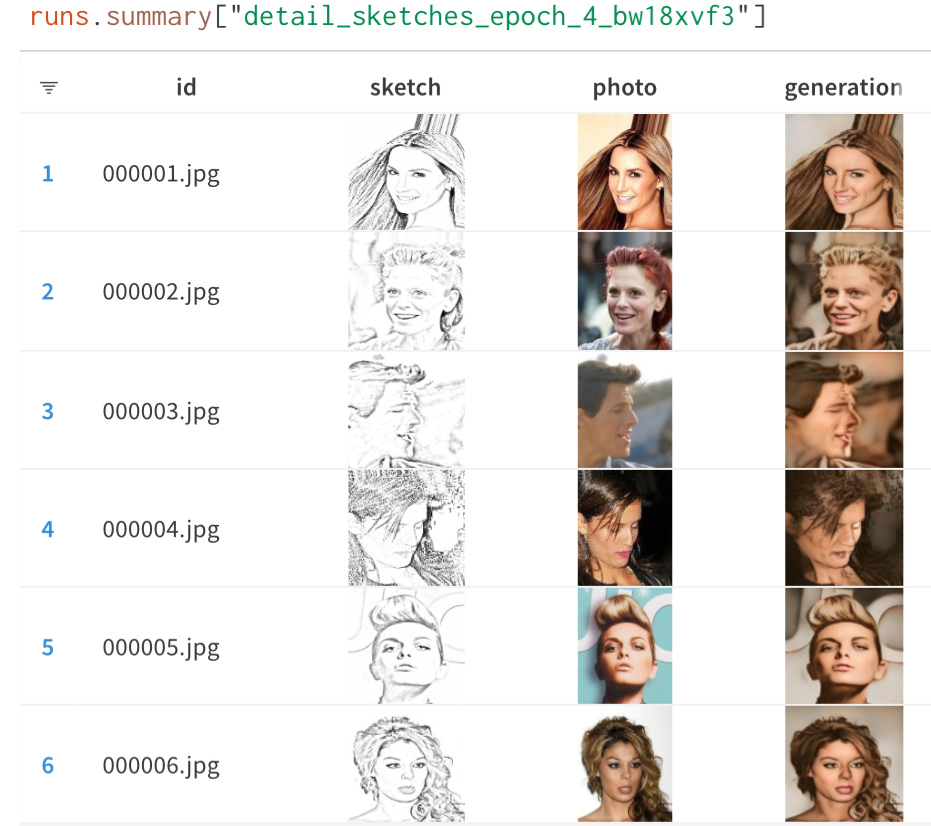 runs.summary["detail_sketches_epoch_4_bw18xvf3"]
id sketch photo generation
1 000001.jpg
2 000002.jpg
3 000003.jpg
4 000004.jpg
5 000005.jpg
6 000006.jpg